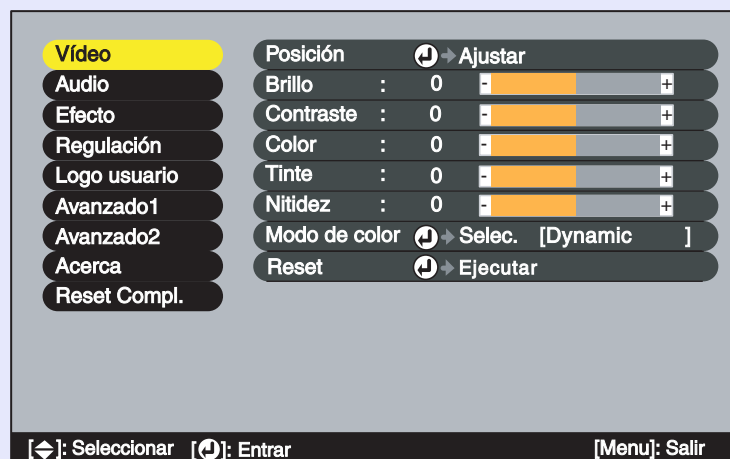 Vídeo
Audio
Efecto
Regulación
Logo usuario
Avanzado1
Avanzado2
Acerca
Reset Compl.
Posición Ajustar
Brillo : 0 - +
Contraste : 0 - +
Color : 0 - +
Tinte : 0 - +
Nitidez : 0 - +
Modo de color Selec. [Dynamic ]
Reset Ejecutar
[ ]: Seleccionar [ ]: Entrar [Menu]: Salir